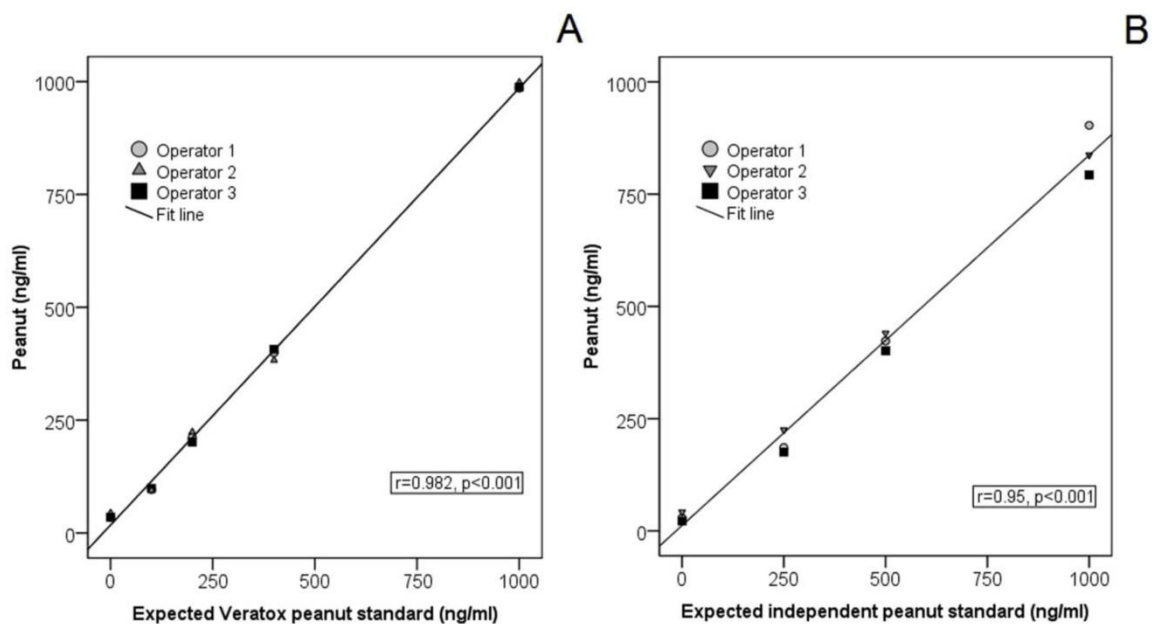 A
1000
750
500
250
0
Peanut (ng/ml)
Operator 1
Operator 2
Operator 3
Fit line
r=0.982, p<0.001
0 250 500 750 1000
Expected Veratox peanut standard (ng/ml)
B
1000
750
500
250
0
Peanut (ng/ml)
Operator 1
Operator 2
Operator 3
Fit line
r=0.95, p<0.001
0 250 500 750 1000
Expected independent peanut standard (ng/ml)